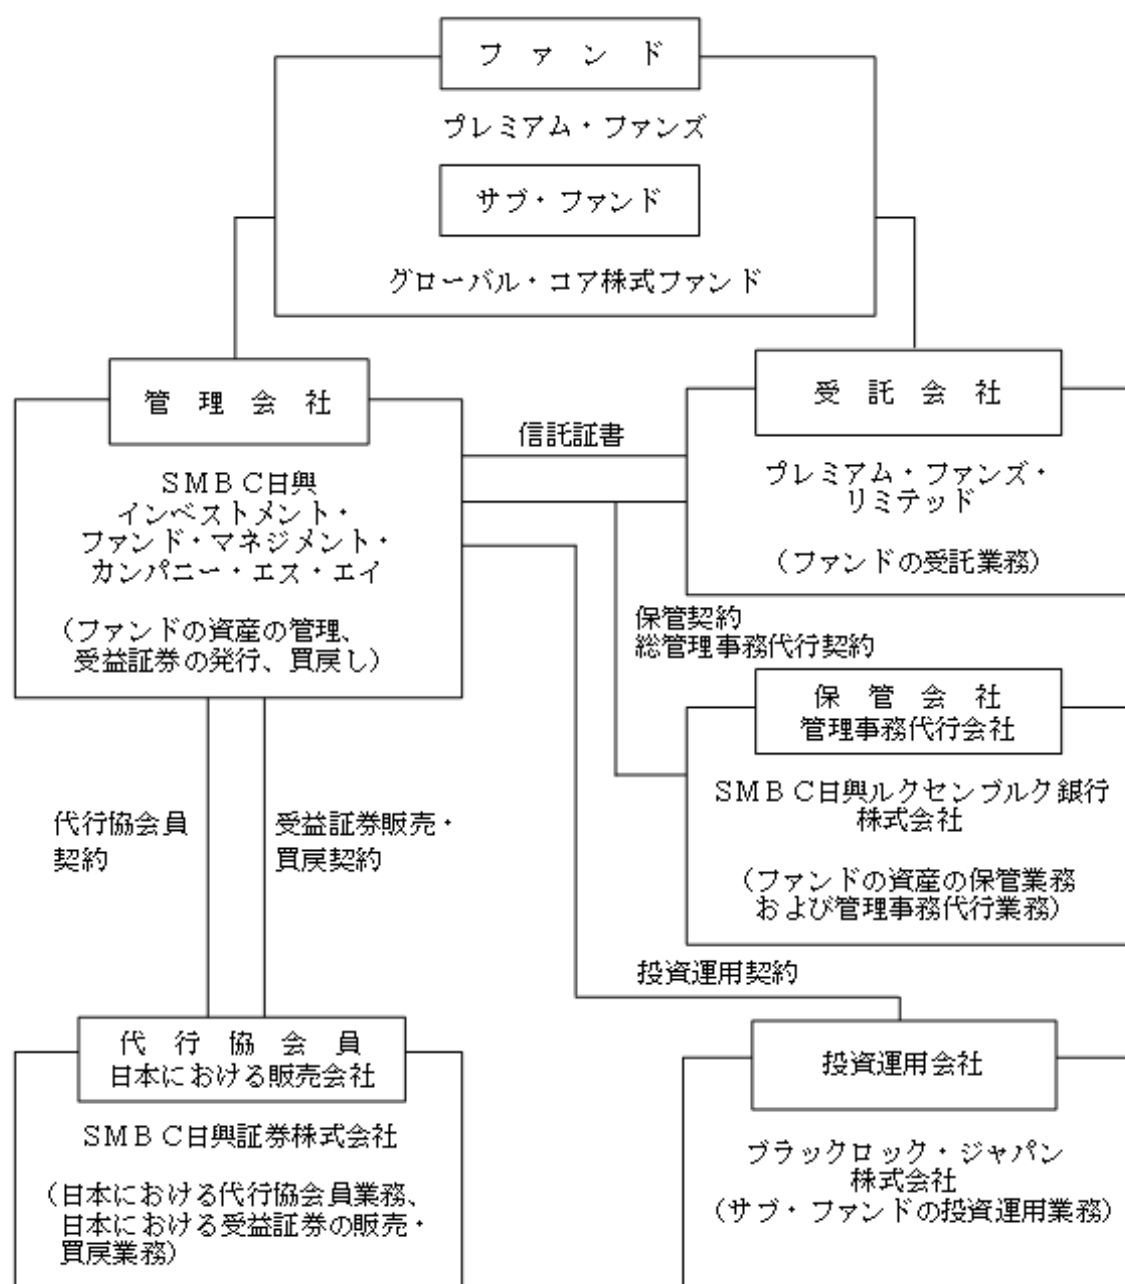 ファンド
プレミアム・ファンズ
サブ・ファンド
グローバル・コア株式ファンド
管理会社
SMBC日興
インベストメント・
ファンド・マネジメント・
カンパニー・エス・エイ
（ファンドの資産の管理、
受益証券の発行、買戻し）
信託証書
受託会社
プレミアム・ファンズ・
リミテッド
（ファンドの受託業務）
保管契約
総管理事務代行契約
保管会社
管理事務代行会社
SMBC日興ルクセンブルク銀行
株式会社
（ファンドの資産の保管業務
および管理事務代行業務）
代行協会員
契約
受益証券販売・
買戻契約
投資運用契約
代行協会員
日本における販売会社
SMBC日興証券株式会社
（日本における代行協会員業務、
日本における受益証券の販売・
買戻業務）
投資運用会社
ブラックロック・ジャパン
株式会社
（サブ・ファンドの投資運用業務）